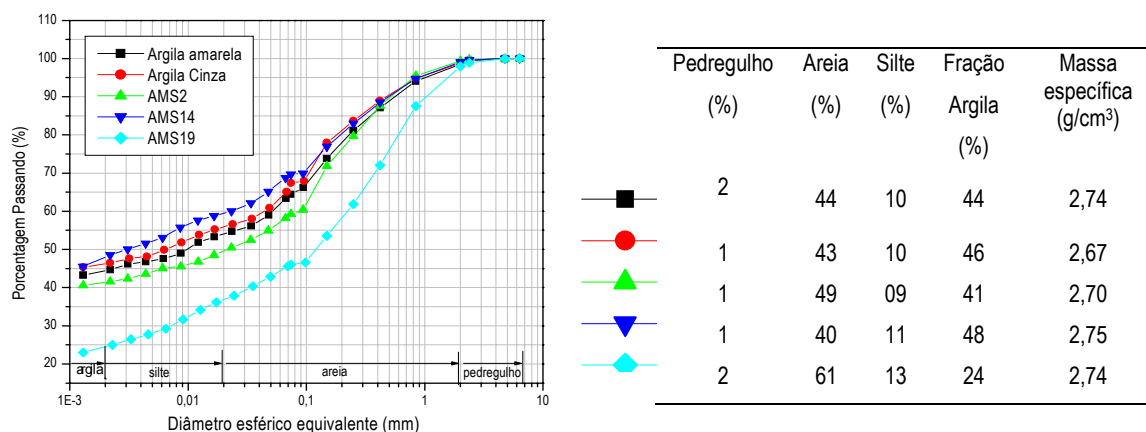 100
90
80
70
60
50
40
30
20
Porcentagem Passando (%)
Argila amarela
Argila Cinza
AMS2
AMS14
AMS19
argila
silte
areia
pedregulho
1E-3
0,01
0,1
1
10
Diâmetro esférico equivalente (mm)
Pedregulho Areia Silte Fração Massa
(%) (%) (%) Argila específica
(%) (g/cm³)
2 44 10 44 2,74
1 43 10 46 2,67
1 49 09 41 2,70
1 40 11 48 2,75
2 61 13 24 2,74